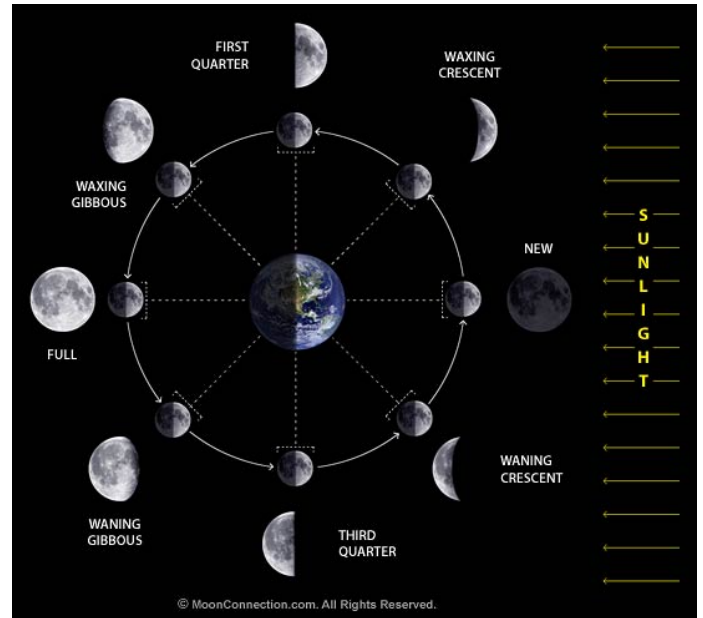 FIRST
QUARTER
WAXING
CRESCENT
WAXING
GIBBOUS
NEW
FULL
WANING
GIBBOUS
THIRD
QUARTER
WANING
CRESCENT
SUNLIGHT
© MoonConnection.com. All Rights Reserved.